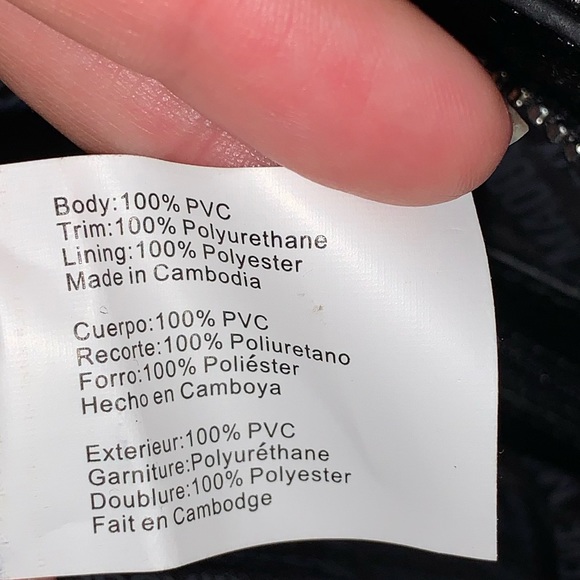 Body:100% PVC
Trim:100% Polyurethane
Lining:100% Polyester
Made in Cambodia
Cuerpo:100% PVC
Recorte:100% Poliuretano
Forro:100% Poliéster
Hecho en Camboya
Exterieur:100% PVC
Garniture:Polyuréthane
Doublure:100% Polyester
Fait en Cambodge